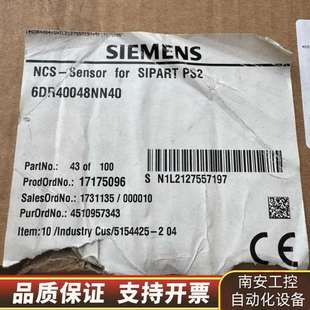 SIEMENS
NCS-Sensor for SIPART PS2
6DR40048NN40
PartNo.: 43 of 100
ProdOrdNo.: 17175096
S N1L2127557197
SalesOrdNo.: 1731135 / 000010
PurOrdNo.: 4510957343
Item:10 /Industry Cus/5154425-2 04
CE
品质保证 支持开票
南安工控
自动化设备